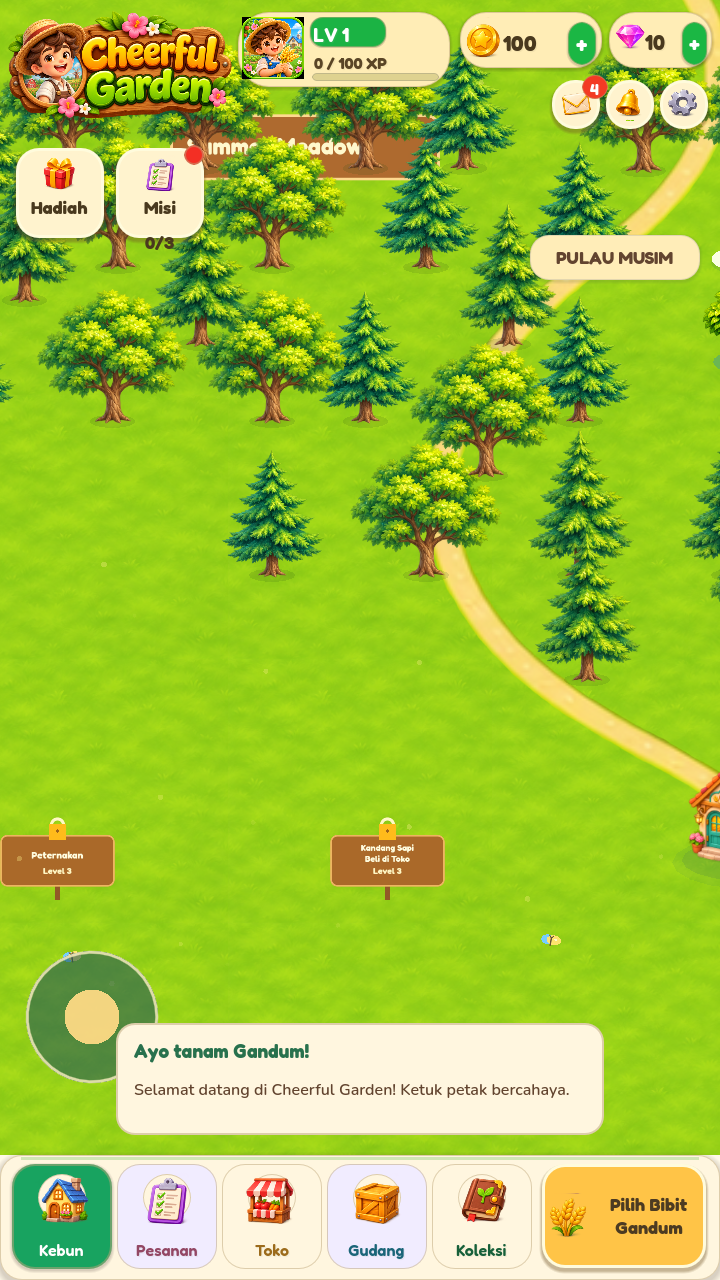 Cheerful
Garden
LV 1
0 / 100 XP
100
+
10
+
4
Hadiah
Misi
0/3
PULAU MUSIM
Peternakan
Level 3
Kandang Sapi
Beli di Toko
Level 3
Ayo tanam Gandum!
Selamat datang di Cheerful Garden! Ketuk petak bercahaya.
Kebun
Pesanan
Toko
Gudang
Koleksi
Pilih Bibit
Gandum